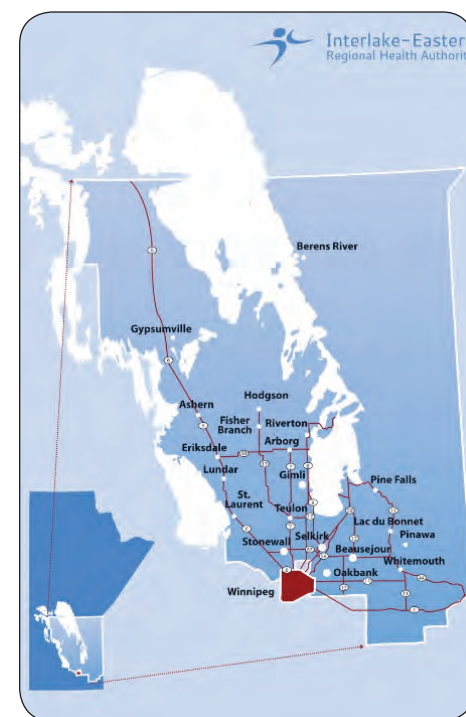 Interlake-Eastern
Regional Health Authority
Berens River
Gypsumville
Hodgson
Ashern
Fisher
Branch
Riverton
Arborg
Eriksdale
Lundar
Gimli
Pine Falls
St.
Laurent
Teulon
Lac du Bonnet
Selkirk
Pinawa
Stonewall
Beausejour
Whitemouth
Oakbank
Winnipeg